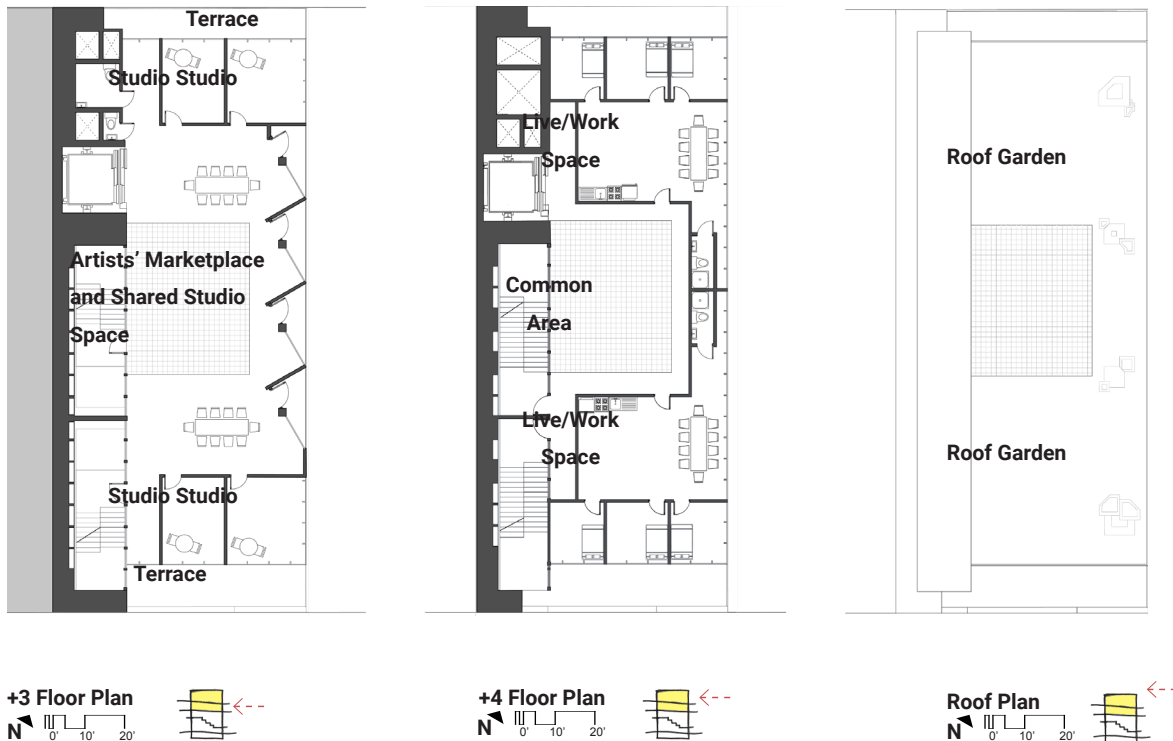 Terrace
Studio Studio
Artists' Marketplace
and Shared Studio
Space
Studio Studio
Terrace
+3 Floor Plan
N
0' 10' 20'
Live/Work
Space
Common
Area
Live/Work
Space
+4 Floor Plan
N
0' 10' 20'
Roof Garden
Roof Garden
Roof Plan
N
0' 10' 20'